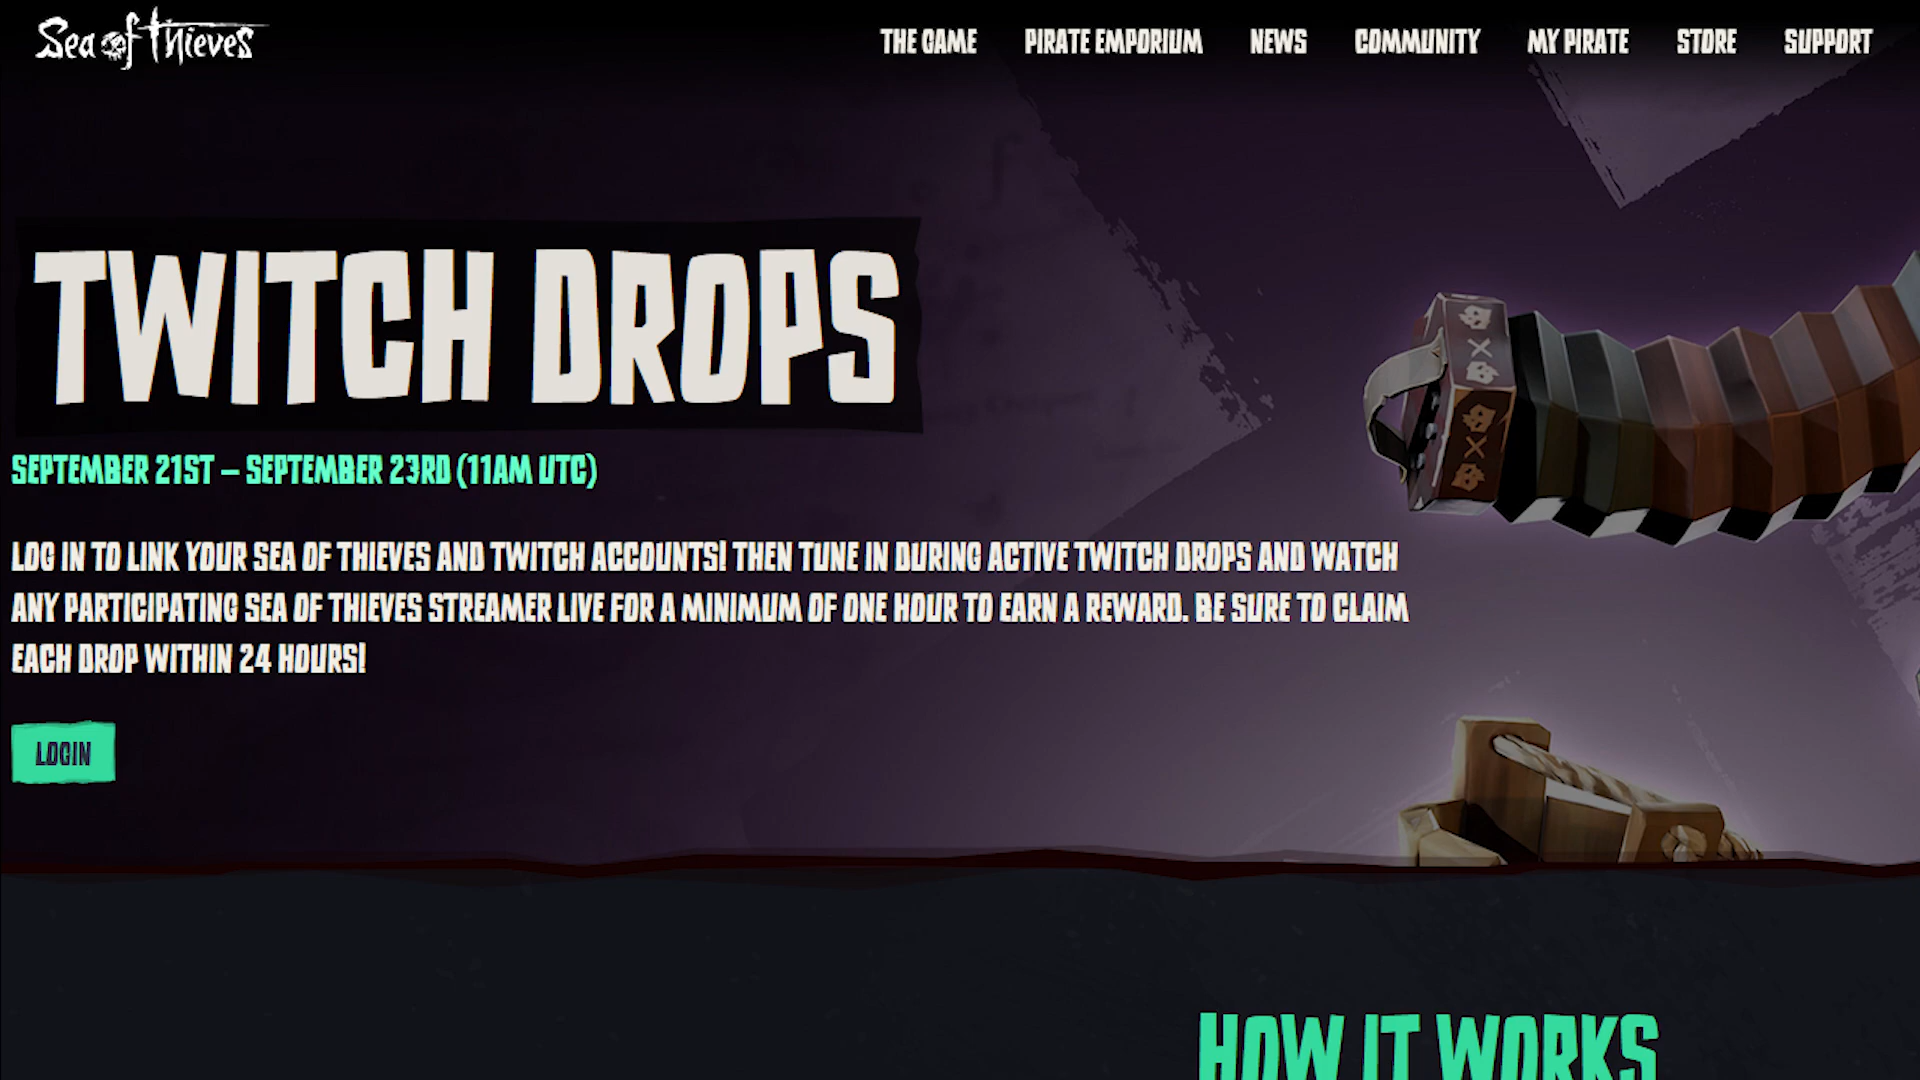 Sea of Thieves
THE GAME PIRATE EMPORIUM NEWS COMMUNITY MY PIRATE STORE SUPPORT
TWITCH DROPS
SEPTEMBER 21ST – SEPTEMBER 23RD (11AM UTC)
LOG IN TO LINK YOUR SEA OF THIEVES AND TWITCH ACCOUNTS! THEN TUNE IN DURING ACTIVE TWITCH DROPS AND WATCH
ANY PARTICIPATING SEA OF THIEVES STREAMER LIVE FOR A MINIMUM OF ONE HOUR TO EARN A REWARD. BE SURE TO CLAIM
EACH DROP WITHIN 24 HOURS!
LOGIN
HOW IT WORKS